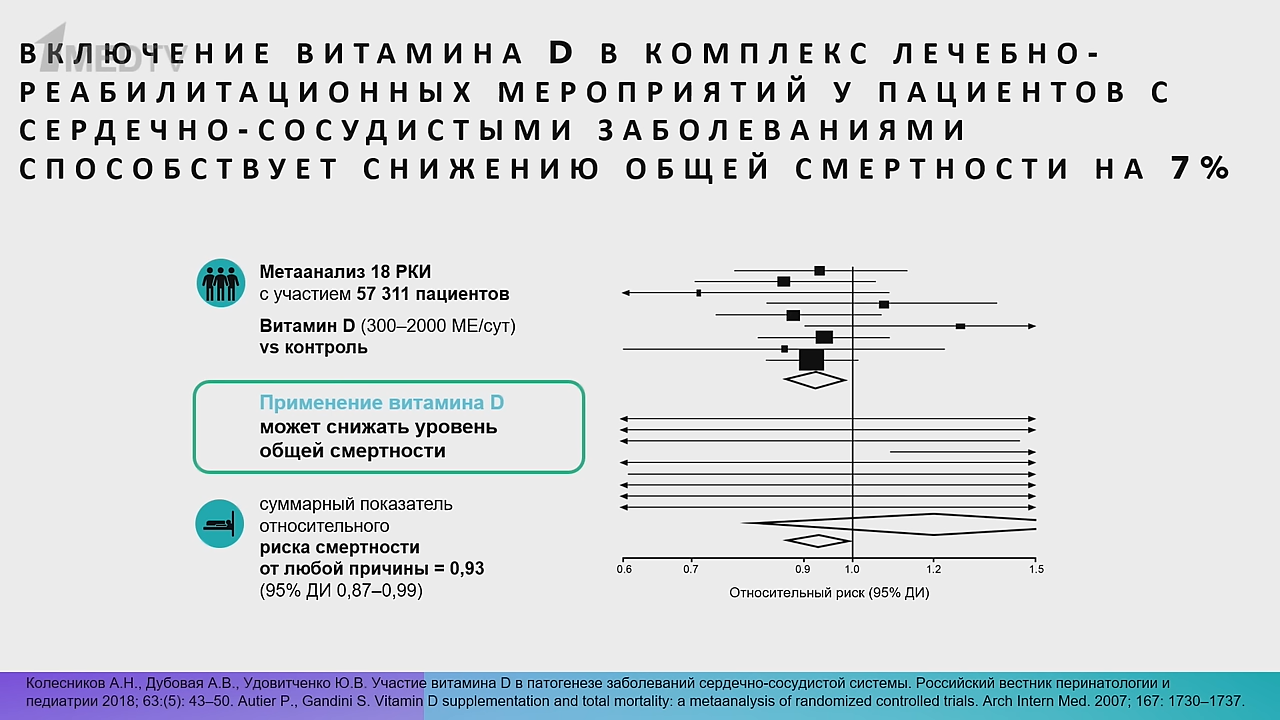 1MEDTV
ВКЛЮЧЕНИЕ ВИТАМИНА D В КОМПЛЕКС ЛЕЧЕБНО-
РЕАБИЛИТАЦИОННЫХ МЕРОПРИЯТИЙ У ПАЦИЕНТОВ С
СЕРДЕЧНО-СОСУДИСТЫМИ ЗАБОЛЕВАНИЯМИ
СПОСОБСТВУЕТ СНИЖЕНИЮ ОБЩЕЙ СМЕРТНОСТИ НА 7%
Метаанализ 18 РКИ
с участием 57 311 пациентов
Витамин D (300–2000 МЕ/сут)
vs контроль
Применение витамина D
может снижать уровень
общей смертности
суммарный показатель
относительного
риска смертности
от любой причины = 0,93
(95% ДИ 0,87–0,99)
0.6 0.7 0.9 1.0 1.2 1.5
Относительный риск (95% ДИ)
Колесников А.Н., Дубовая А.В., Удовитченко Ю.В. Участие витамина D в патогенезе заболеваний сердечно-сосудистой системы. Российский вестник перинатологии и
педиатрии 2018; 63:(5): 43–50. Autier P., Gandini S. Vitamin D supplementation and total mortality: a metaanalysis of randomized controlled trials. Arch Intern Med. 2007; 167: 1730–1737.